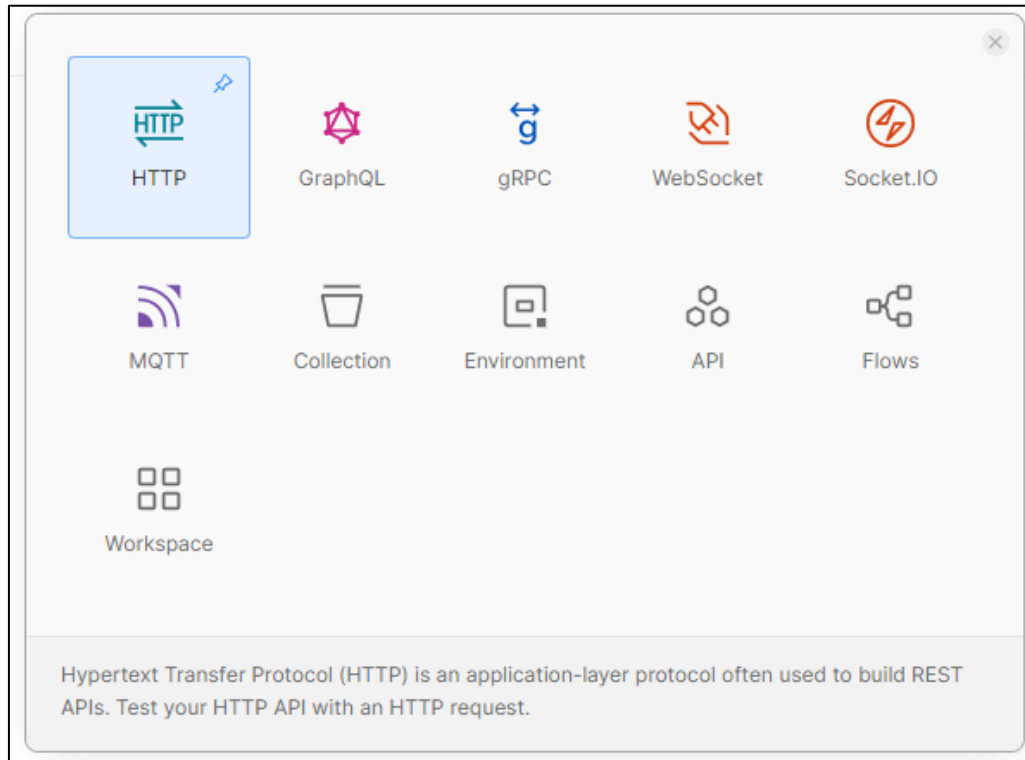 HTTP
HTTP
GraphQL
g
gRPC
WebSocket
Socket.IO
MQTT
Collection
Environment
API
Flows
Workspace
Hypertext Transfer Protocol (HTTP) is an application-layer protocol often used to build REST
APIs. Test your HTTP API with an HTTP request.